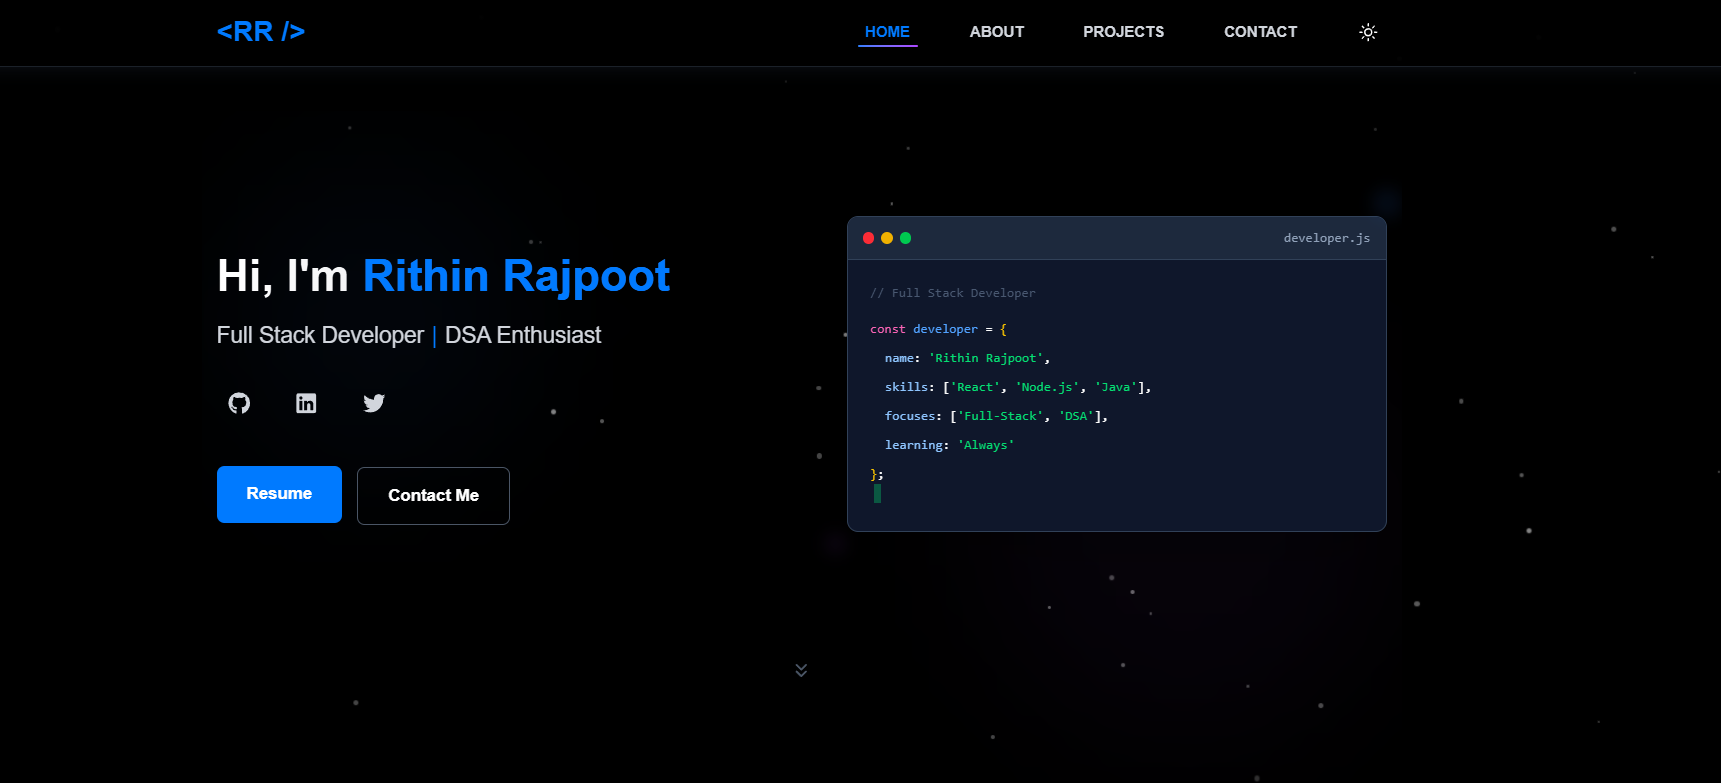 <RR />
HOME ABOUT PROJECTS CONTACT
Hi, I'm Rithin Rajpoot
Full Stack Developer | DSA Enthusiast
Resume Contact Me
developer.js
// Full Stack Developer
const developer = {
name: 'Rithin Rajpoot',
skills: ['React', 'Node.js', 'Java'],
focuses: ['Full-Stack', 'DSA'],
learning: 'Always'
};